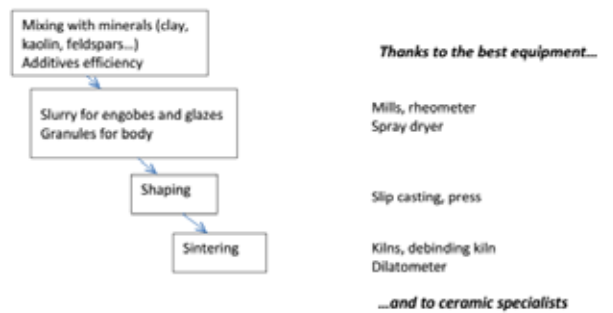 Mixing with minerals (clay,
kaolin, feldspars…)
Additives efficiency
Thanks to the best equipment…
Slurry for engobes and glazes
Granules for body
Mills, rheometer
Spray dryer
Shaping
Slip casting, press
Sintering
Kilns, debinding kiln
Dilatometer
…and to ceramic specialists